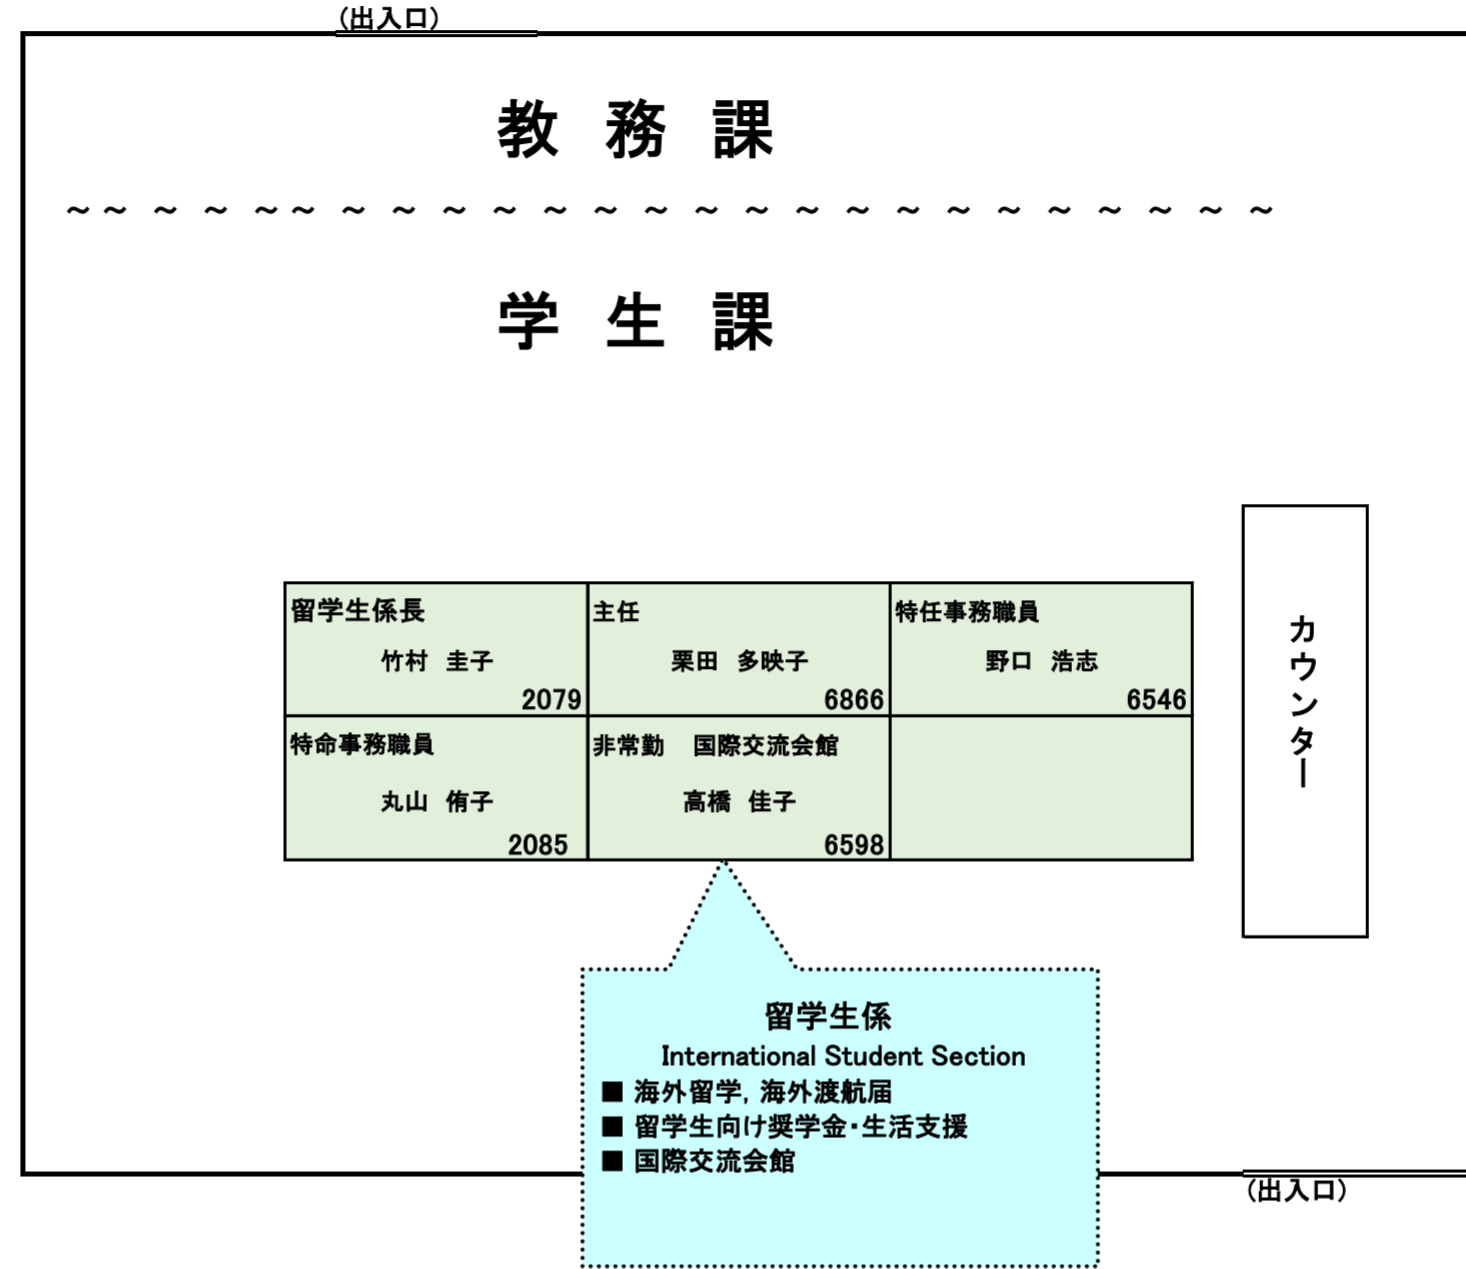 (出入口)
教 務 課
~~ ~ ~ ~~ ~ ~ ~ ~ ~ ~ ~ ~ ~ ~ ~ ~ ~ ~ ~ ~ ~ ~ ~
学 生 課
留学生係長
竹村 圭子
2079
主任
栗田 多映子
6866
特任事務職員
野口 浩志
6546
特命事務職員
丸山 侑子
2085
非常勤 国際交流会館
高橋 佳子
6598
カウンター
留学生係
International Student Section
■ 海外留学, 海外渡航届
■ 留学生向け奨学金・生活支援
■ 国際交流会館
(出入口)